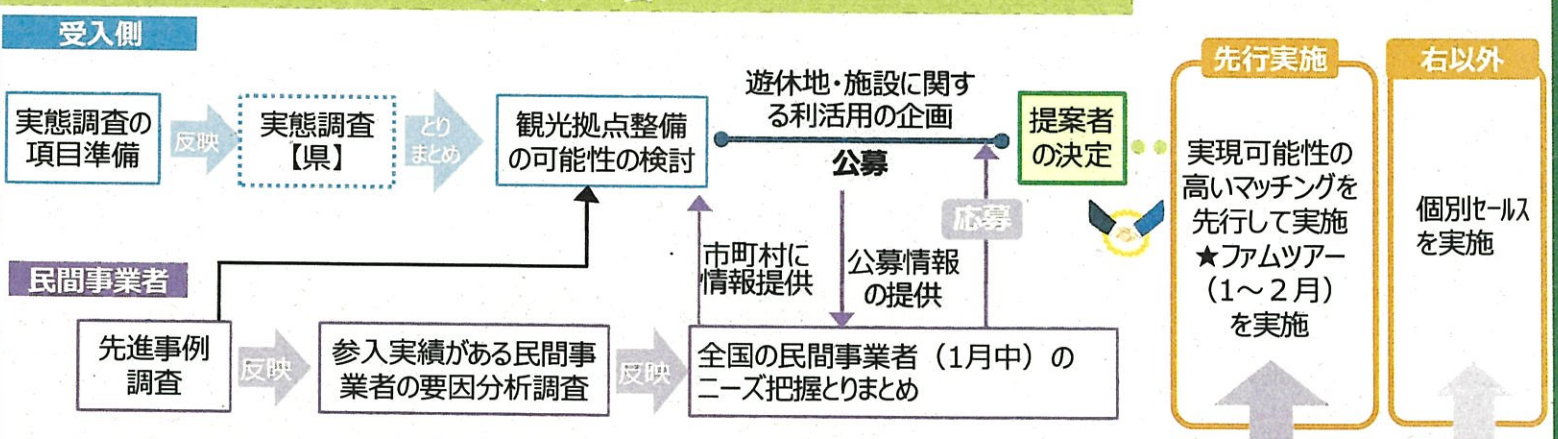 受入側
実態調査の
項目準備
反映
実態調査
【県】
とり
まとめ
観光拠点整備
の可能性の検討
遊休地・施設に関す
る利活用の企画
公募
提案者
の決定
市町村に
情報提供
公募情報
の提供
応募
民間事業者
先進事例
調査
反映
参入実績がある民間事
業者の要因分析調査
反映
全国の民間事業者（1月中）の
ニーズ把握とりまとめ
先行実施
実現可能性の
高いマッチングを
先行して実施
★ファムツアー
（1～２月）
を実施
右以外
個別セールス
を実施